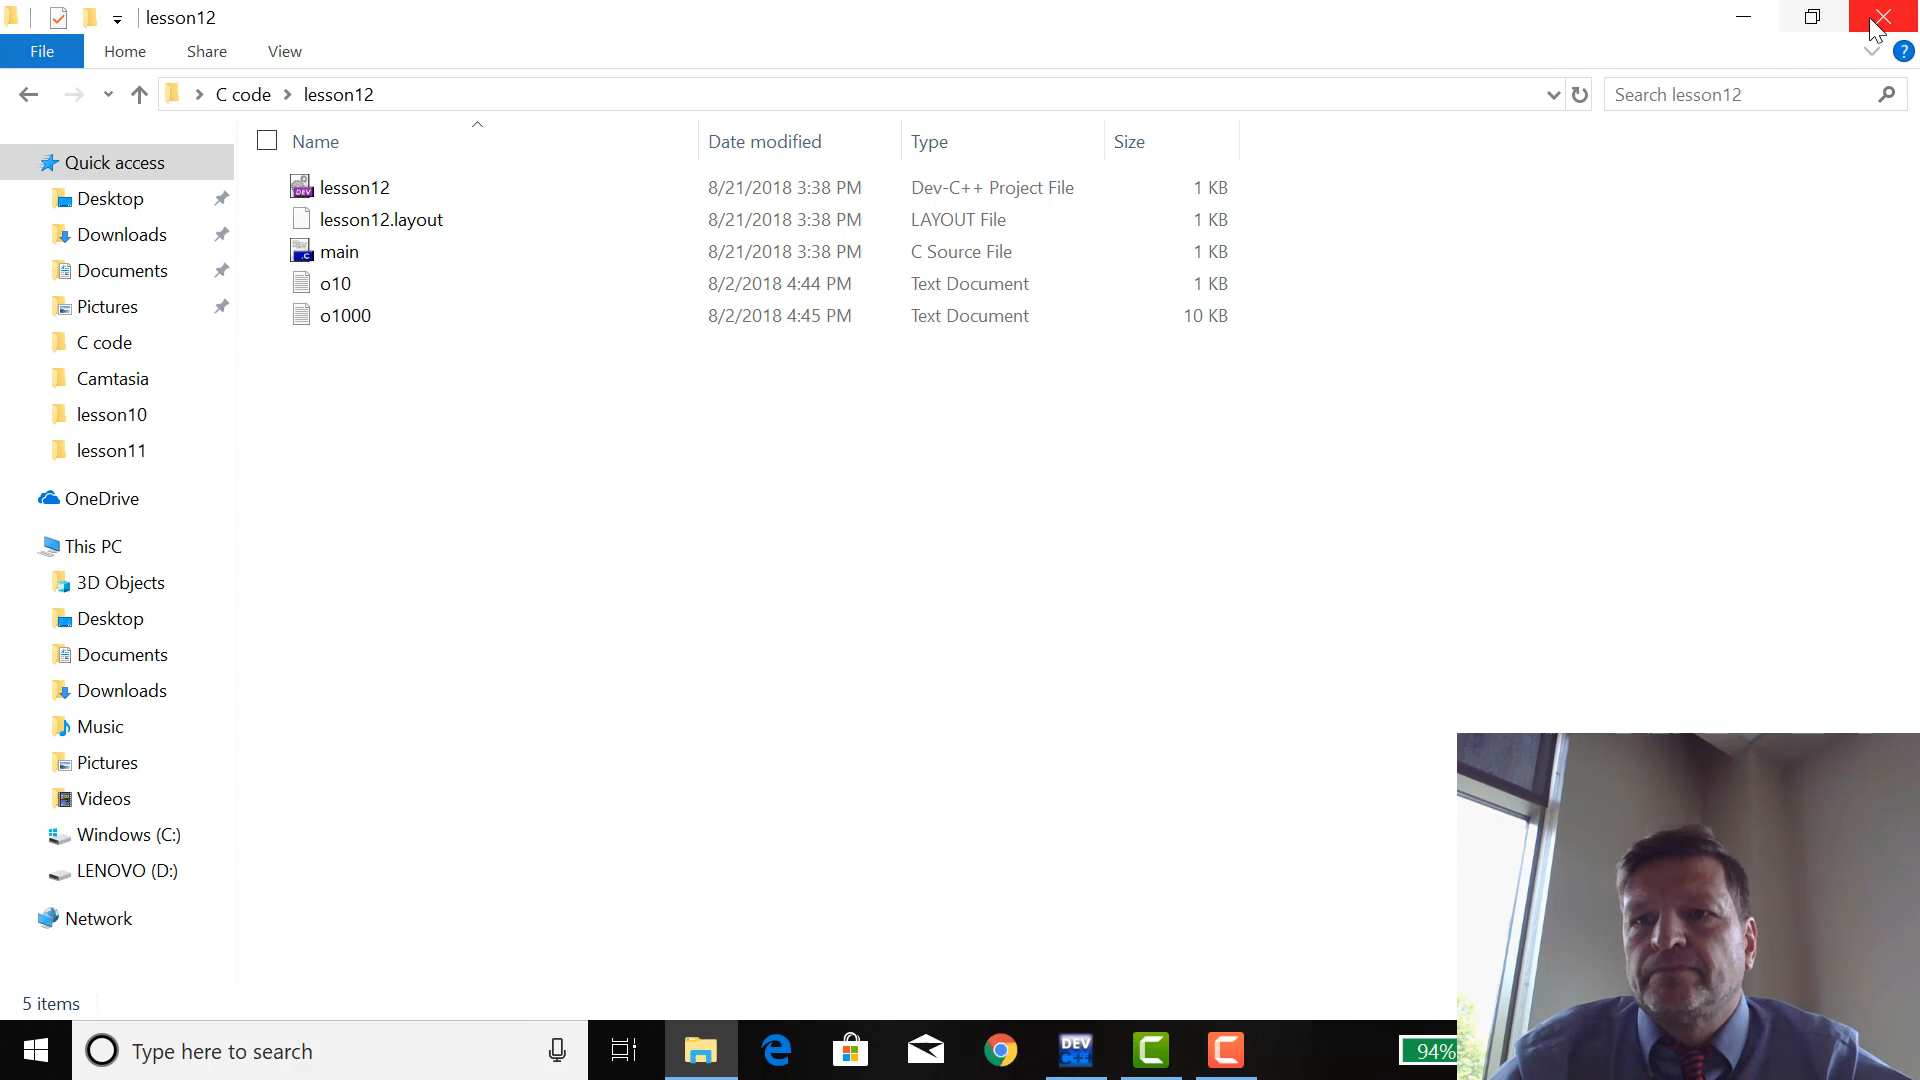 lesson12
File Home Share View
C code lesson12
Search lesson12
Name Date modified Type Size
Quick access
Desktop
Downloads
Documents
Pictures
C code
Camtasia
lesson10
lesson11
OneDrive
This PC
3D Objects
Desktop
Documents
Downloads
Music
Pictures
Videos
Windows (C:)
LENOVO (D:)
Network
lesson12 8/21/2018 3:38 PM Dev-C++ Project File 1 KB
lesson12.layout 8/21/2018 3:38 PM LAYOUT File 1 KB
main 8/21/2018 3:38 PM C Source File 1 KB
o10 8/2/2018 4:44 PM Text Document 1 KB
o1000 8/2/2018 4:45 PM Text Document 10 KB
5 items
Type here to search
DEV
C++
94%